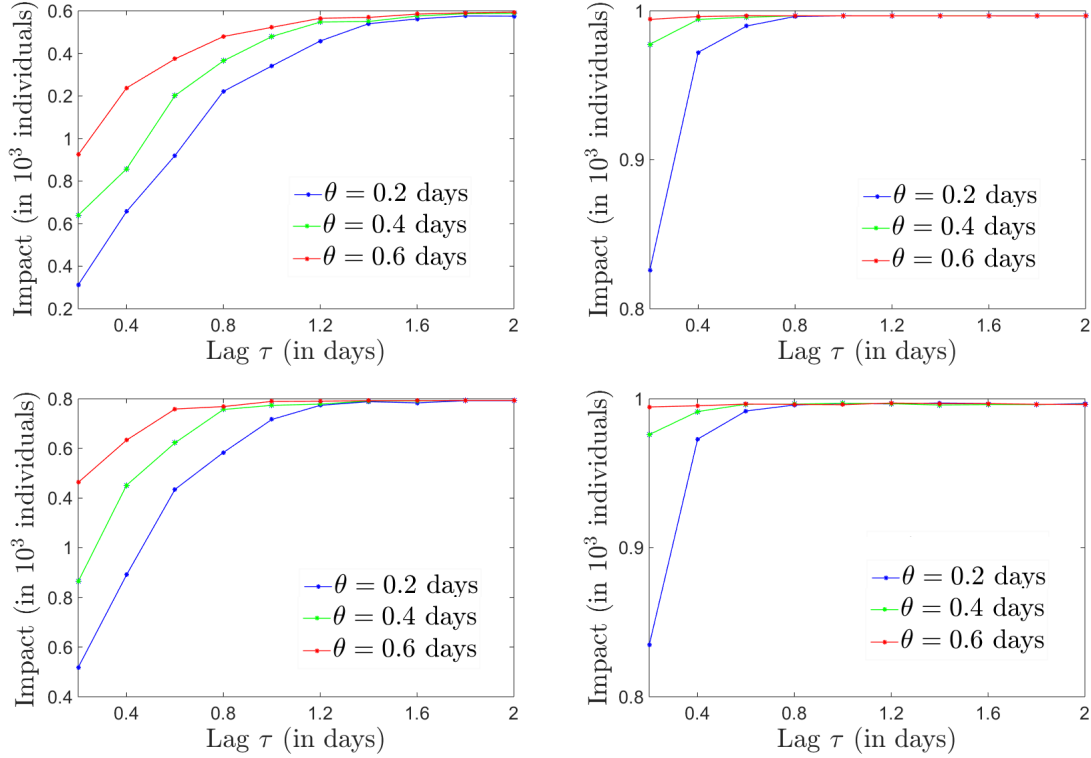 0.6
0.4
0.2
1
0.8
0.6
0.4
0.2
Impact (in 10³ individuals)
θ = 0.2 days
θ = 0.4 days
θ = 0.6 days
0.4 0.8 1.2 1.6 2
Lag τ (in days)
1
0.9
0.8
Impact (in 10³ individuals)
θ = 0.2 days
θ = 0.4 days
θ = 0.6 days
0.4 0.8 1.2 1.6 2
Lag τ (in days)
0.8
0.6
0.4
1
0.8
0.6
0.4
Impact (in 10³ individuals)
θ = 0.2 days
θ = 0.4 days
θ = 0.6 days
0.4 0.8 1.2 1.6 2
Lag τ (in days)
1
0.9
0.8
Impact (in 10³ individuals)
θ = 0.2 days
θ = 0.4 days
θ = 0.6 days
0.4 0.8 1.2 1.6 2
Lag τ (in days)